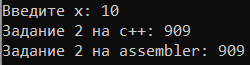 Введите x: 10
Задание 2 на c++: 909
Задание 2 на assembler: 909